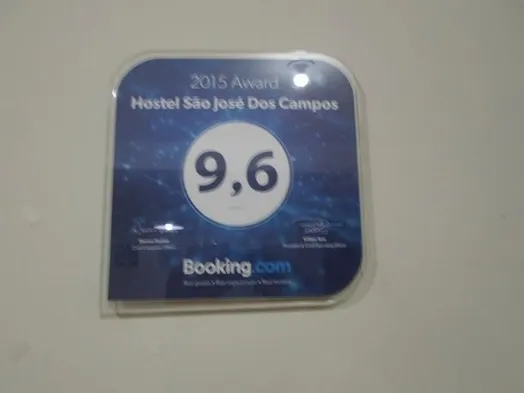 2015 Award
Hostel São José Dos Campos
9,6
Booking.com